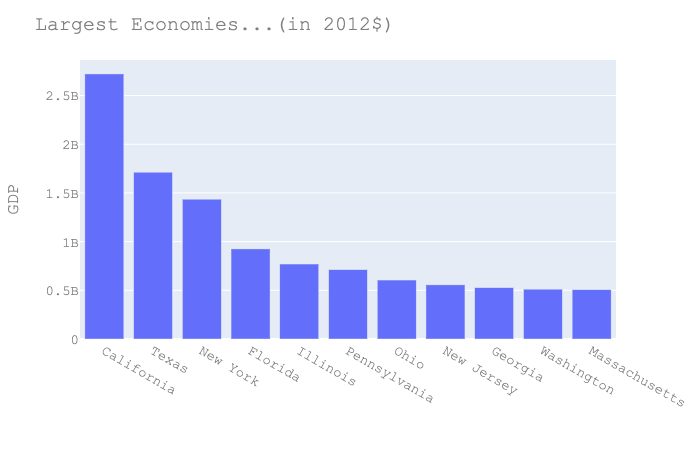 Largest Economies...(in 2012$)
GDP
2.5B
2B
1.5B
1B
0.5B
0
California
Texas
New York
Florida
Illinois
Pennsylvania
Ohio
New Jersey
Georgia
Washington
Massachusetts